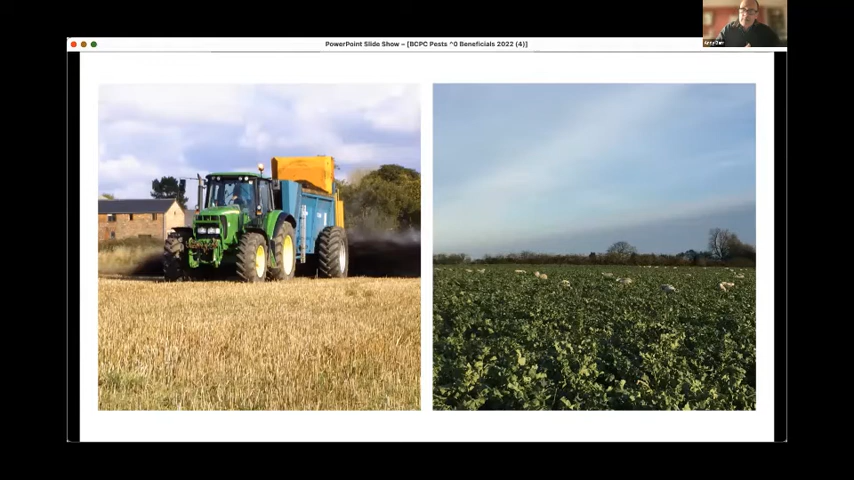 PowerPoint Slide Show – [BCPC Pests ^0 Beneficials 2022 (4)]